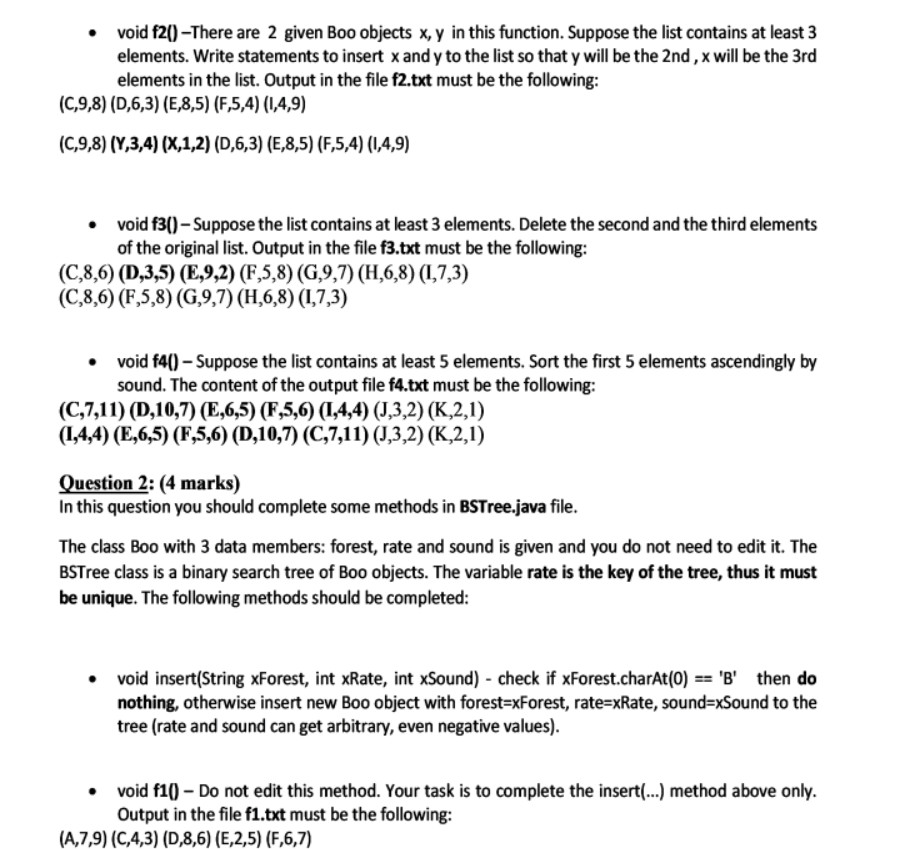 • void f2() –There are 2 given Boo objects x, y in this function. Suppose the list contains at least 3
elements. Write statements to insert x and y to the list so that y will be the 2nd , x will be the 3rd
elements in the list. Output in the file f2.txt must be the following:
(C,9,8) (D,6,3) (E,8,5) (F,5,4) (I,4,9)
(C,9,8) (Y,3,4) (X,1,2) (D,6,3) (E,8,5) (F,5,4) (I,4,9)
• void f3() – Suppose the list contains at least 3 elements. Delete the second and the third elements
of the original list. Output in the file f3.txt must be the following:
(C,8,6) (D,3,5) (E,9,2) (F,5,8) (G,9,7) (H,6,8) (I,7,3)
(C,8,6) (F,5,8) (G,9,7) (H,6,8) (I,7,3)
• void f4() – Suppose the list contains at least 5 elements. Sort the first 5 elements ascendingly by
sound. The content of the output file f4.txt must be the following:
(C,7,11) (D,10,7) (E,6,5) (F,5,6) (I,4,4) (J,3,2) (K,2,1)
(I,4,4) (E,6,5) (F,5,6) (D,10,7) (C,7,11) (J,3,2) (K,2,1)
Question 2: (4 marks)
In this question you should complete some methods in BSTree.java file.
The class Boo with 3 data members: forest, rate and sound is given and you do not need to edit it. The
BSTree class is a binary search tree of Boo objects. The variable rate is the key of the tree, thus it must
be unique. The following methods should be completed:
• void insert(String xForest, int xRate, int xSound) - check if xForest.charAt(0) == 'B' then do
nothing, otherwise insert new Boo object with forest=xForest, rate=xRate, sound=xSound to the
tree (rate and sound can get arbitrary, even negative values).
• void f1() – Do not edit this method. Your task is to complete the insert(...) method above only.
Output in the file f1.txt must be the following:
(A,7,9) (C,4,3) (D,8,6) (E,2,5) (F,6,7)